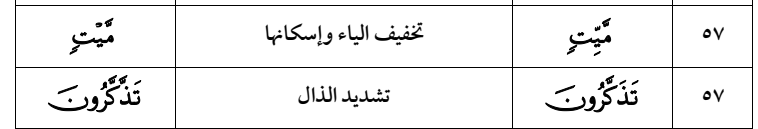 ٥٧ مَّيِّتٖ تخفيف الياء وإسكانها مَّيۡتٖ
٥٧ تَذَكَّرُونَ تشديد الذال تَذَّكَّرُونَ